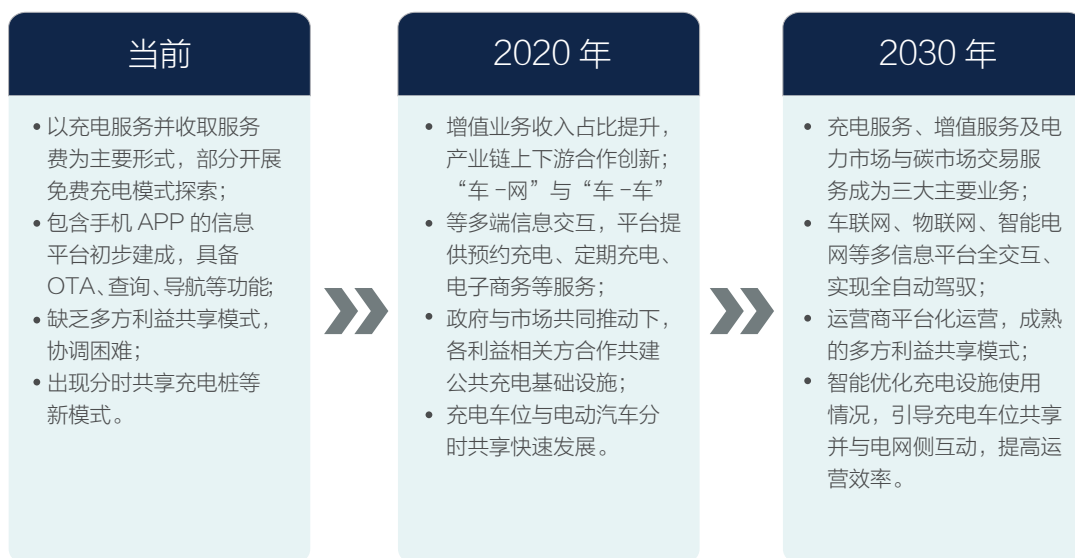 当前
• 以充电服务并收取服务
费为主要形式，部分开展
免费充电模式探索；
• 包含手机 APP 的信息
平台初步建成，具备
OTA、查询、导航等功能；
• 缺乏多方利益共享模式，
协调困难；
• 出现分时共享充电桩等
新模式。
2020 年
• 增值业务收入占比提升，
产业链上下游合作创新；
“车 -网”与“车 -车”
• 等多端信息交互，平台提
供预约充电、定期充电、
电子商务等服务；
• 政府与市场共同推动下，
各利益相关方合作共建
公共充电基础设施；
• 充电车位与电动汽车分
时共享快速发展。
2030 年
• 充电服务、增值服务及电
力市场与碳市场交易服
务成为三大主要业务；
• 车联网、物联网、智能电
网等多信息平台全交互、
实现全自动驾驭；
• 运营商平台化运营，成熟
的多方利益共享模式；
• 智能优化充电设施使用
情况，引导充电车位共享
并与电网侧互动，提高运
营效率。